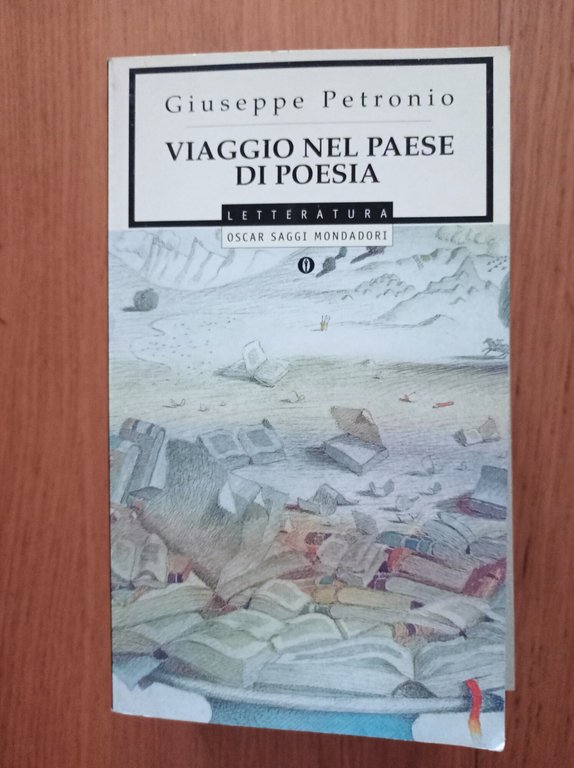 Giuseppe Petronio
VIAGGIO NEL PAESE
DI POESIA
LETTERATURA
OSCAR SAGGI MONDADORI